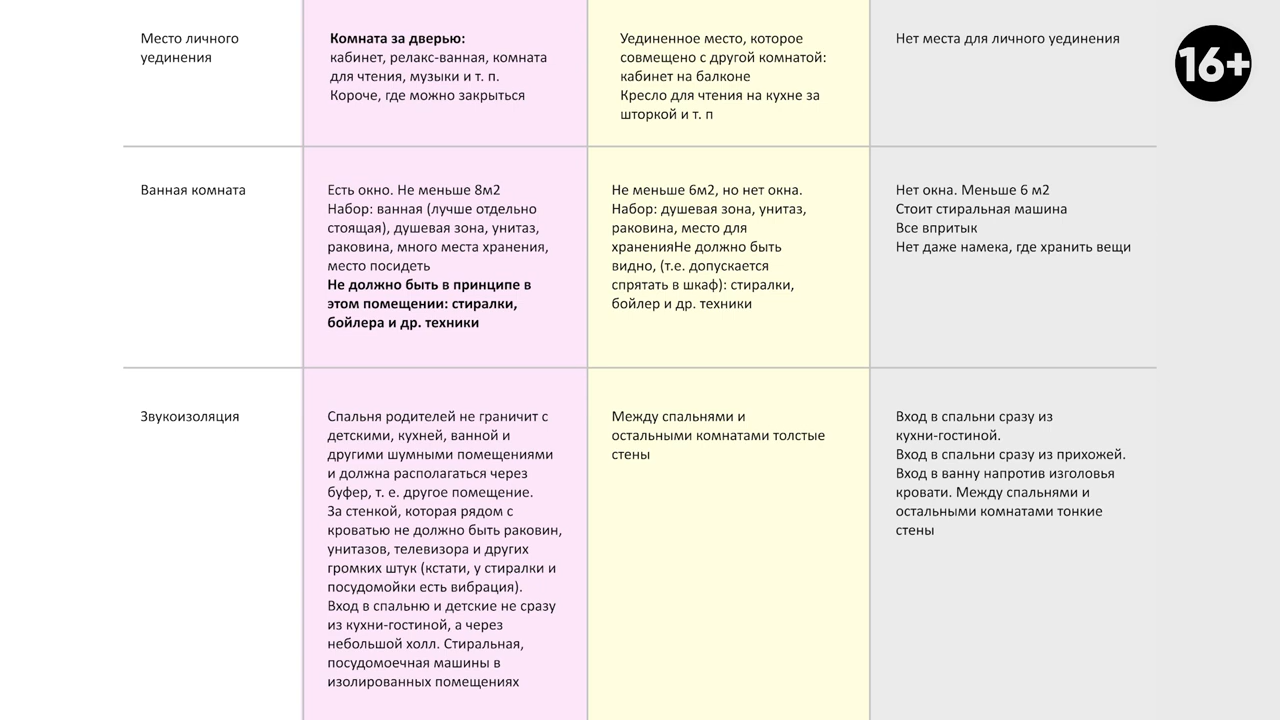 Место личного
уединения
Комната за дверью:
кабинет, релакс-ванная, комната
для чтения, музыки и т. п.
Короче, где можно закрыться
Уединенное место, которое
совмещено с другой комнатой:
кабинет на балконе
Кресло для чтения на кухне за
шторкой и т. п
Нет места для личного уединения
16+
Ванная комната
Есть окно. Не меньше 8м2
Набор: ванная (лучше отдельно
стоящая), душевая зона, унитаз,
раковина, много места хранения,
место посидеть
Не должно быть в принципе в
этом помещении: стиралки,
бойлера и др. техники
Не меньше 6м2, но нет окна.
Набор: душевая зона, унитаз,
раковина, место для
храненияНе должно быть
видно, (т.е. допускается
спрятать в шкаф): стиралки,
бойлер и др. техники
Нет окна. Меньше 6 м2
Стоит стиральная машина
Все впритык
Нет даже намека, где хранить вещи
Звукоизоляция
Спальня родителей не граничит с
детскими, кухней, ванной и
другими шумными помещениями
и должна располагаться через
буфер, т. е. другое помещение.
За стенкой, которая рядом с
кроватью не должно быть раковин,
унитазов, телевизора и других
громких штук (кстати, у стиралки и
посудомойки есть вибрация).
Вход в спальню и детские не сразу
из кухни-гостиной, а через
небольшой холл. Стиральная,
посудомоечная машины в
изолированных помещениях
Между спальнями и
остальными комнатами толстые
стены
Вход в спальни сразу из
кухни-гостиной.
Вход в спальни сразу из прихожей.
Вход в ванну напротив изголовья
кровати. Между спальнями и
остальными комнатами тонкие
стены